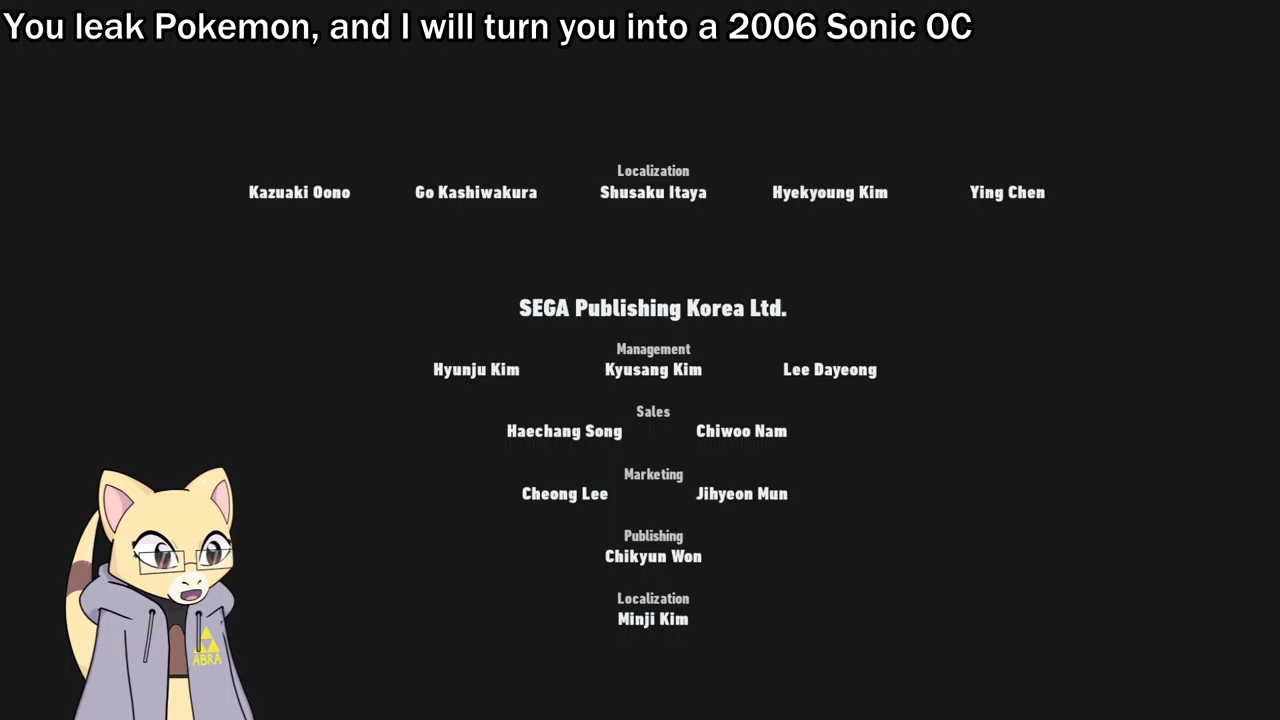 You leak Pokemon, and I will turn you into a 2006 Sonic OC
Localization
Kazuaki Oono Go Kashiwakura Shusaku Itaya Hyekyoung Kim Ying Chen
SEGA Publishing Korea Ltd.
Management
Hyunju Kim Kyusang Kim Lee Dayeong
Sales
Haechang Song Chiwoo Nam
Marketing
Cheong Lee Jihyeon Mun
Publishing
Chikyun Won
Localization
Minji Kim
ABRA